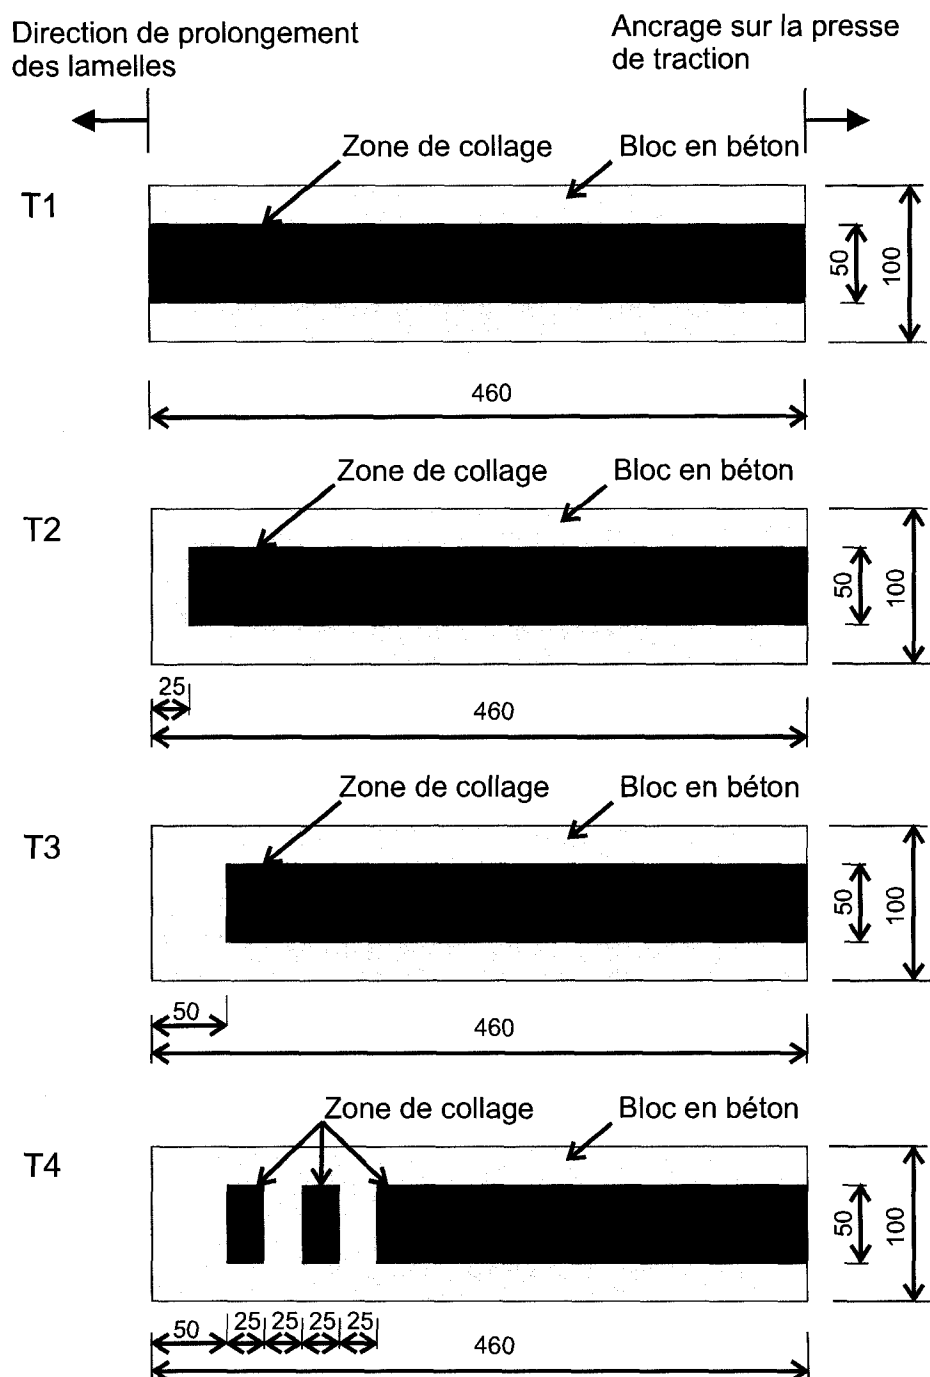 Direction de prolongement
des lamelles
Ancrage sur la presse
de traction
Zone de collage
Bloc en béton
T1
50
100
460
Zone de collage
Bloc en béton
T2
50
100
25
460
Zone de collage
Bloc en béton
T3
50
100
50
460
Zone de collage
Bloc en béton
T4
50
100
50
25
25
25
25
460